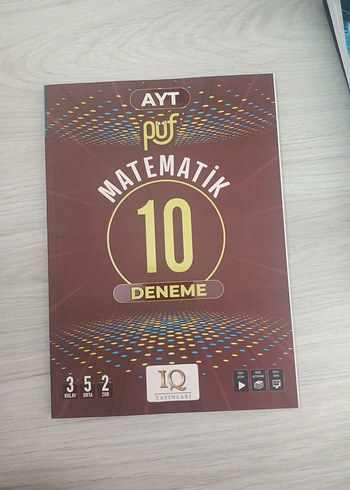 AYT
püf
MATEMATİK
10
DENEME
3 5 2
KOLAY ORTA ZOR
IQ
YAYINLARI